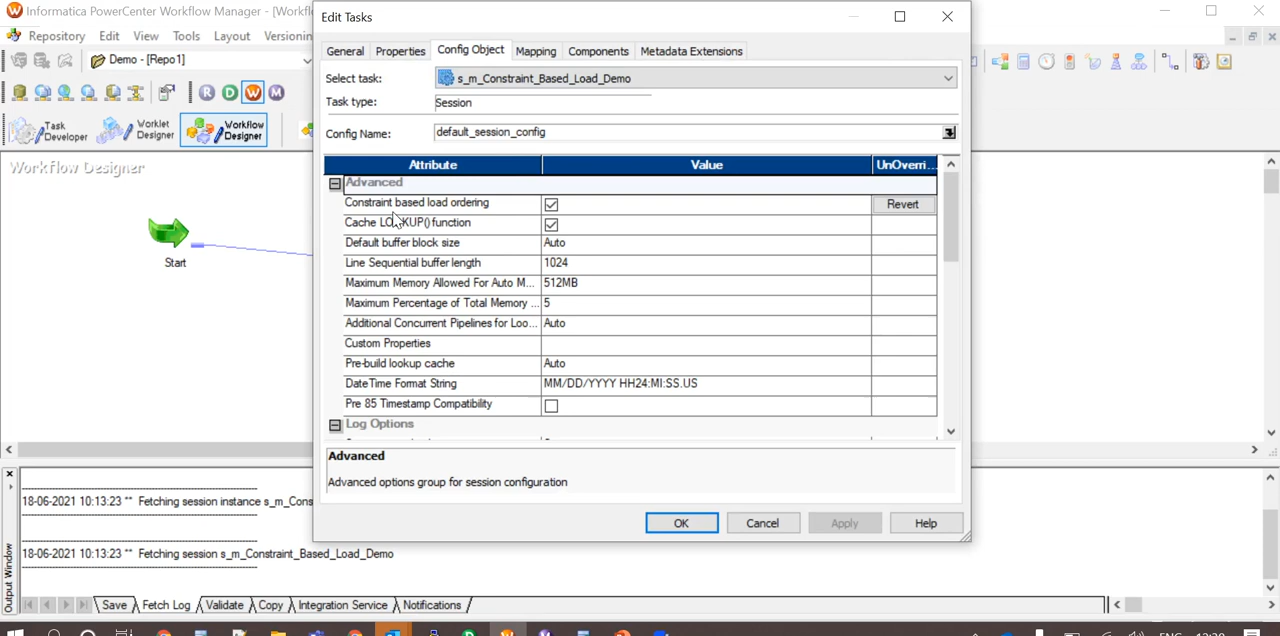 Informatica PowerCenter Workflow Manager - [Workfl
Edit Tasks
Repository Edit View Tools Layout Versionin
General Properties Config Object Mapping Components Metadata Extensions
Demo - [Repo1]
Select task: s_m_Constraint_Based_Load_Demo
Task type: Session
R D W M
Task Developer
Worklet Designer
Workflow Designer
Config Name: default_session_config
Workflow Designer
Attribute Value UnOverri...
Advanced
Constraint based load ordering Revert
Cache LOOKUP() function
Default buffer block size Auto
Line Sequential buffer length 1024
Maximum Memory Allowed For Auto M... 512MB
Maximum Percentage of Total Memory ... 5
Additional Concurrent Pipelines for Loo... Auto
Custom Properties
Pre-build lookup cache Auto
DateTime Format String MM/DD/YYYY HH24:MI:SS.US
Pre 85 Timestamp Compatibility
Log Options
Start
Advanced
Advanced options group for session configuration
OK Cancel Apply Help
18-06-2021 10:13:23 ** Fetching session instance s_m_Cons
18-06-2021 10:13:23 ** Fetching session s_m_Constraint_Based_Load_Demo
Output Window
Save Fetch Log Validate Copy Integration Service Notifications